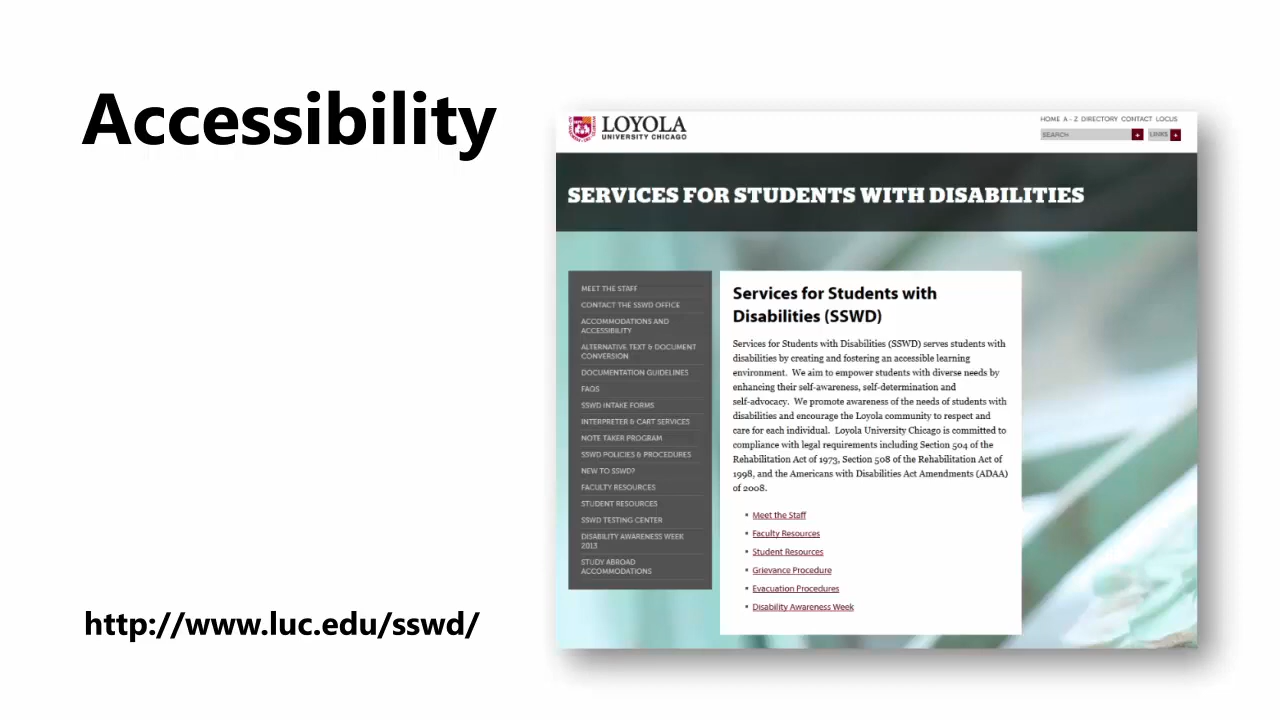 Accessibility
LOYOLA
UNIVERSITY CHICAGO
HOME A - Z DIRECTORY CONTACT LOCUS
SEARCH + LINKS +
SERVICES FOR STUDENTS WITH DISABILITIES
MEET THE STAFF
CONTACT THE SSWD OFFICE
ACCOMMODATIONS AND
ACCESSIBILITY
ALTERNATIVE TEXT & DOCUMENT
CONVERSION
DOCUMENTATION GUIDELINES
FAQS
SSWD INTAKE FORMS
INTERPRETER & CART SERVICES
NOTE TAKER PROGRAM
SSWD POLICIES & PROCEDURES
NEW TO SSWD?
FACULTY RESOURCES
STUDENT RESOURCES
SSWD TESTING CENTER
DISABILITY AWARENESS WEEK
2013
STUDY ABROAD
ACCOMMODATIONS
Services for Students with
Disabilities (SSWD)
Services for Students with Disabilities (SSWD) serves students with
disabilities by creating and fostering an accessible learning
environment. We aim to empower students with diverse needs by
enhancing their self-awareness, self-determination and
self-advocacy. We promote awareness of the needs of students with
disabilities and encourage the Loyola community to respect and
care for each individual. Loyola University Chicago is committed to
compliance with legal requirements including Section 504 of the
Rehabilitation Act of 1973, Section 508 of the Rehabilitation Act of
1998, and the Americans with Disabilities Act Amendments (ADAA)
of 2008.
▪ Meet the Staff
▪ Faculty Resources
▪ Student Resources
▪ Grievance Procedure
▪ Evacuation Procedures
▪ Disability Awareness Week
http://www.luc.edu/sswd/